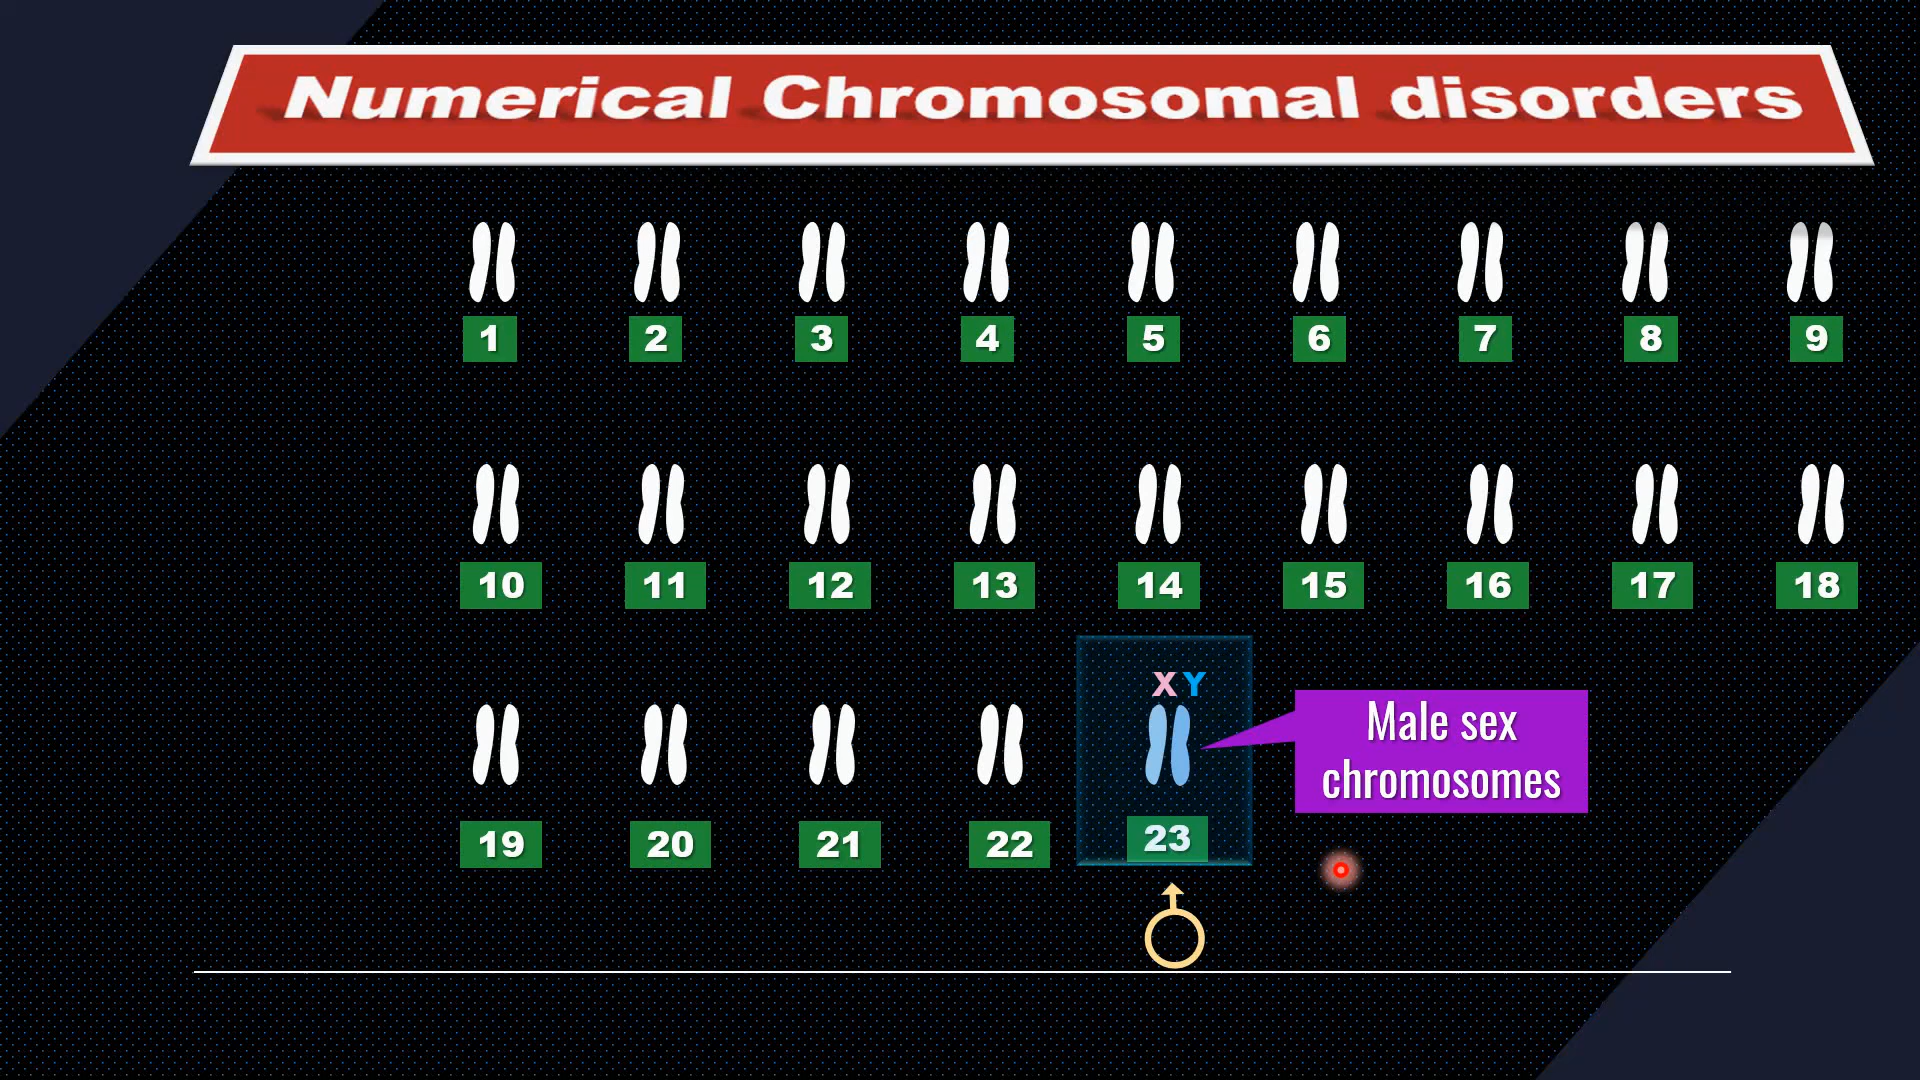 Numerical Chromosomal disorders
1 2 3 4 5 6 7 8 9
10 11 12 13 14 15 16 17 18
X Y
Male sex
chromosomes
19 20 21 22 23